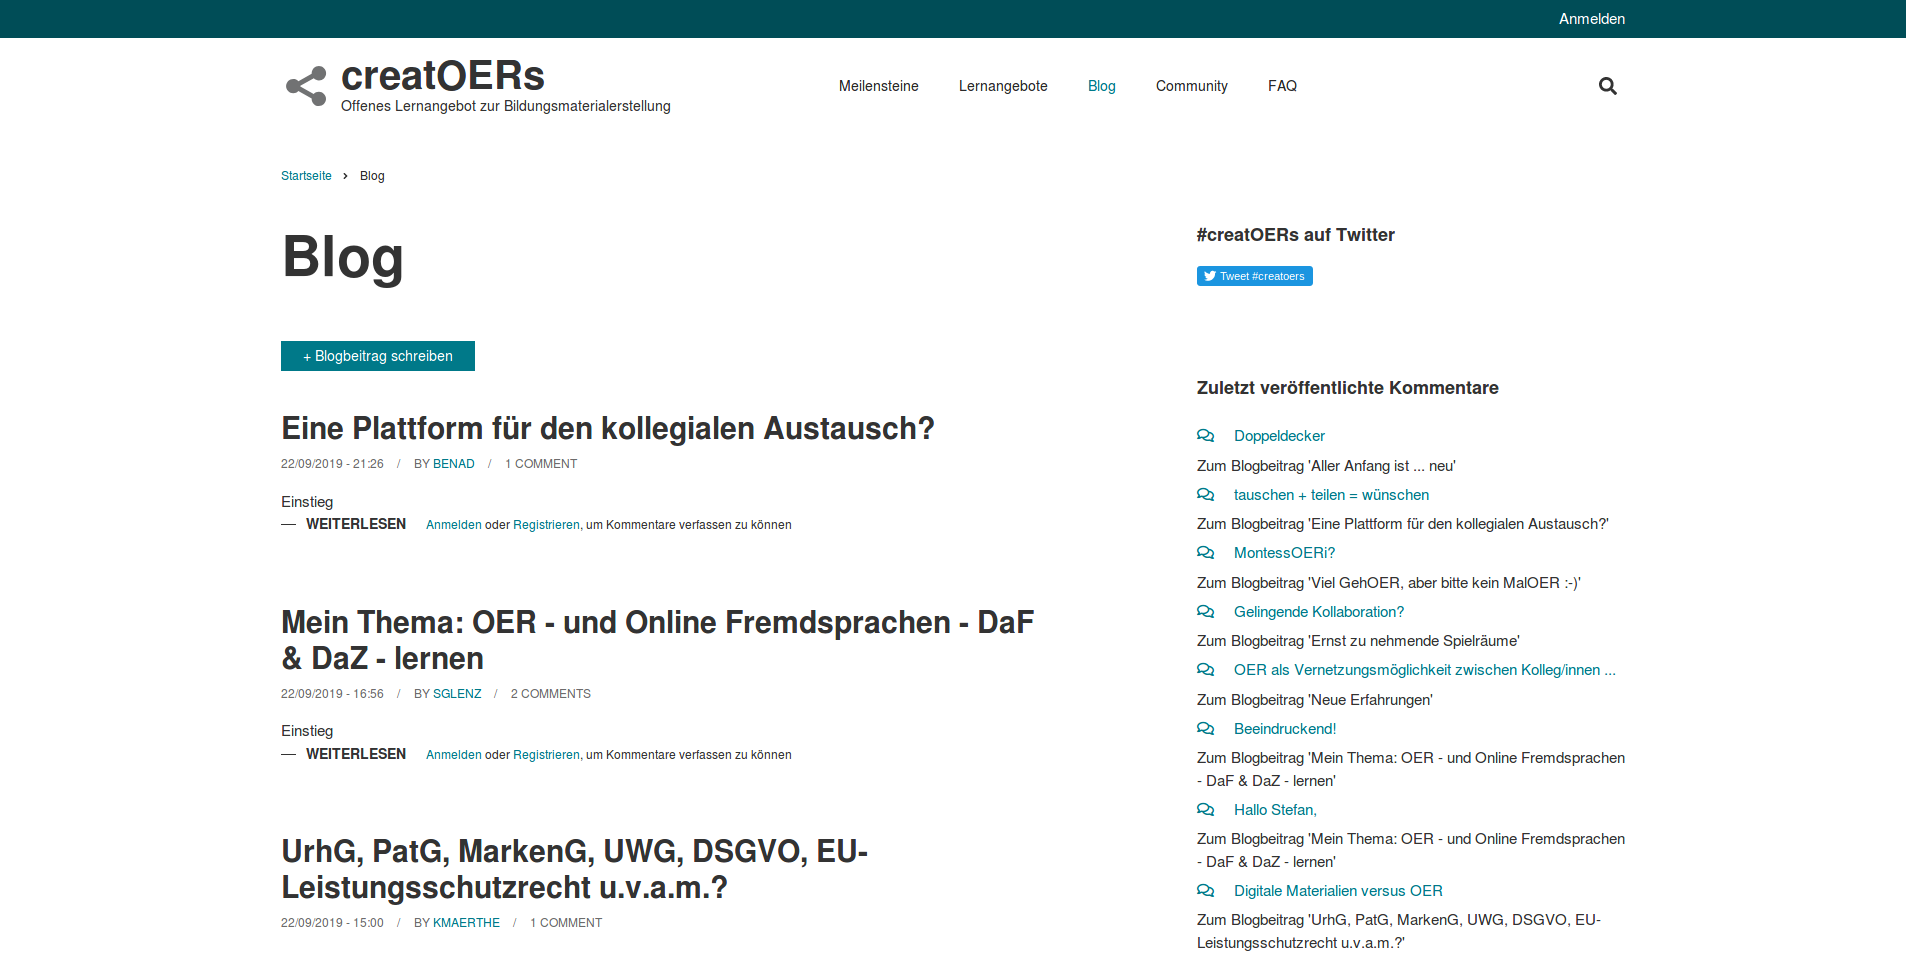 Anmelden
creatOERs
Offenes Lernangebot zur Bildungsmaterialerstellung
Meilensteine
Lernangebote
Blog
Community
FAQ
Startseite
Blog
Blog
+ Blogbeitrag schreiben
Eine Plattform für den kollegialen Austausch?
22/09/2019 - 21:26 / BY BENAD / 1 COMMENT
Einstieg
— WEITERLESEN Anmelden oder Registrieren, um Kommentare verfassen zu können
Mein Thema: OER - und Online Fremdsprachen - DaF
& DaZ - lernen
22/09/2019 - 16:56 / BY SGLENZ / 2 COMMENTS
Einstieg
— WEITERLESEN Anmelden oder Registrieren, um Kommentare verfassen zu können
UrhG, PatG, MarkenG, UWG, DSGVO, EU-
Leistungsschutzrecht u.v.a.m.?
22/09/2019 - 15:00 / BY KMAERTHE / 1 COMMENT
#creatOERs auf Twitter
Tweet #creatoers
Zuletzt veröffentlichte Kommentare
Doppeldecker
Zum Blogbeitrag 'Aller Anfang ist ... neu'
tauschen + teilen = wünschen
Zum Blogbeitrag 'Eine Plattform für den kollegialen Austausch?'
MontessOERi?
Zum Blogbeitrag 'Viel GehOER, aber bitte kein MalOER :-)'
Gelingende Kollaboration?
Zum Blogbeitrag 'Ernst zu nehmende Spielräume'
OER als Vernetzungsmöglichkeit zwischen Kolleg/innen ...
Zum Blogbeitrag 'Neue Erfahrungen'
Beeindruckend!
Zum Blogbeitrag 'Mein Thema: OER - und Online Fremdsprachen
- DaF & DaZ - lernen'
Hallo Stefan,
Zum Blogbeitrag 'Mein Thema: OER - und Online Fremdsprachen
- DaF & DaZ - lernen'
Digitale Materialien versus OER
Zum Blogbeitrag 'UrhG, PatG, MarkenG, UWG, DSGVO, EU-
Leistungsschutzrecht u.v.a.m.?'